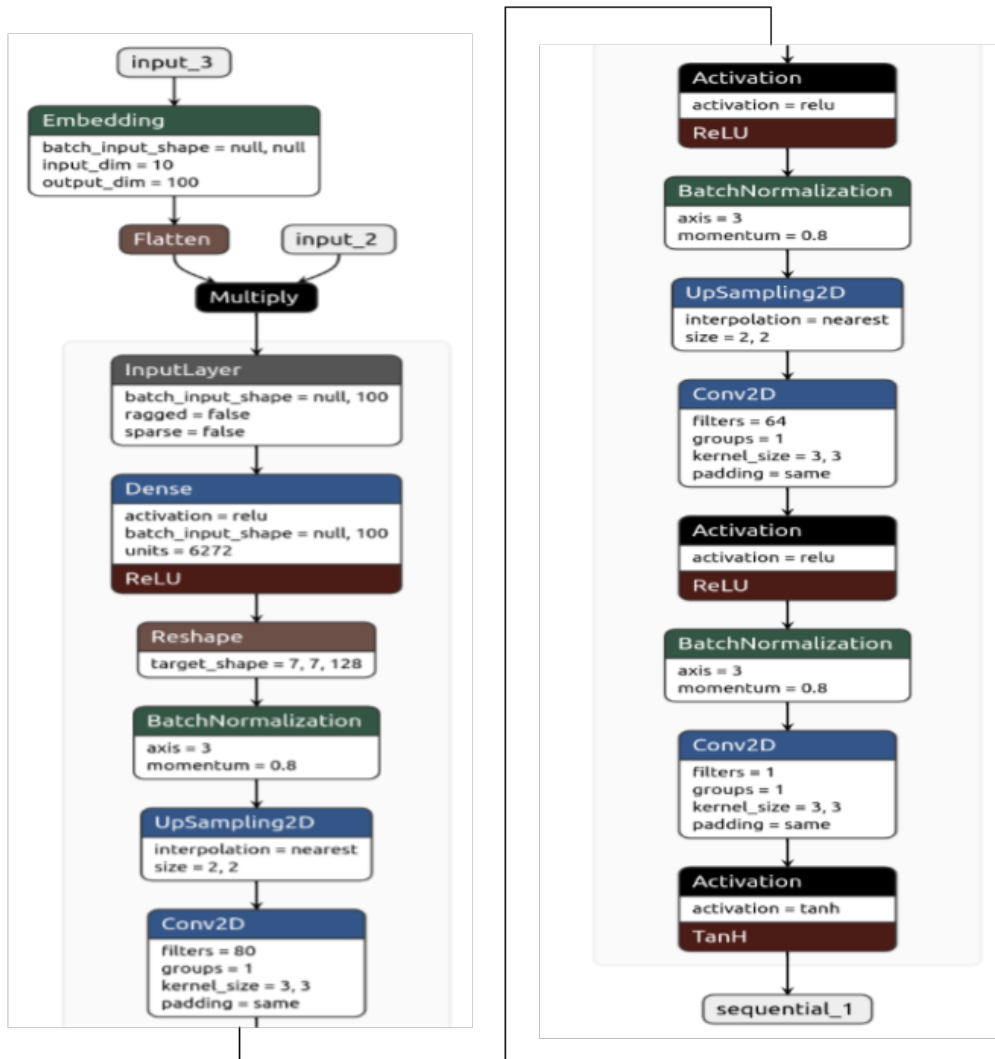 input_3
Embedding
batch_input_shape = null, null
input_dim = 10
output_dim = 100
Flatten
input_2
Multiply
InputLayer
batch_input_shape = null, 100
ragged = false
sparse = false
Dense
activation = relu
batch_input_shape = null, 100
units = 6272
ReLU
Reshape
target_shape = 7, 7, 128
BatchNormalization
axis = 3
momentum = 0.8
UpSampling2D
interpolation = nearest
size = 2, 2
Conv2D
filters = 80
groups = 1
kernel_size = 3, 3
padding = same
Activation
activation = relu
ReLU
BatchNormalization
axis = 3
momentum = 0.8
UpSampling2D
interpolation = nearest
size = 2, 2
Conv2D
filters = 64
groups = 1
kernel_size = 3, 3
padding = same
Activation
activation = relu
ReLU
BatchNormalization
axis = 3
momentum = 0.8
Conv2D
filters = 1
groups = 1
kernel_size = 3, 3
padding = same
Activation
activation = tanh
TanH
sequential_1